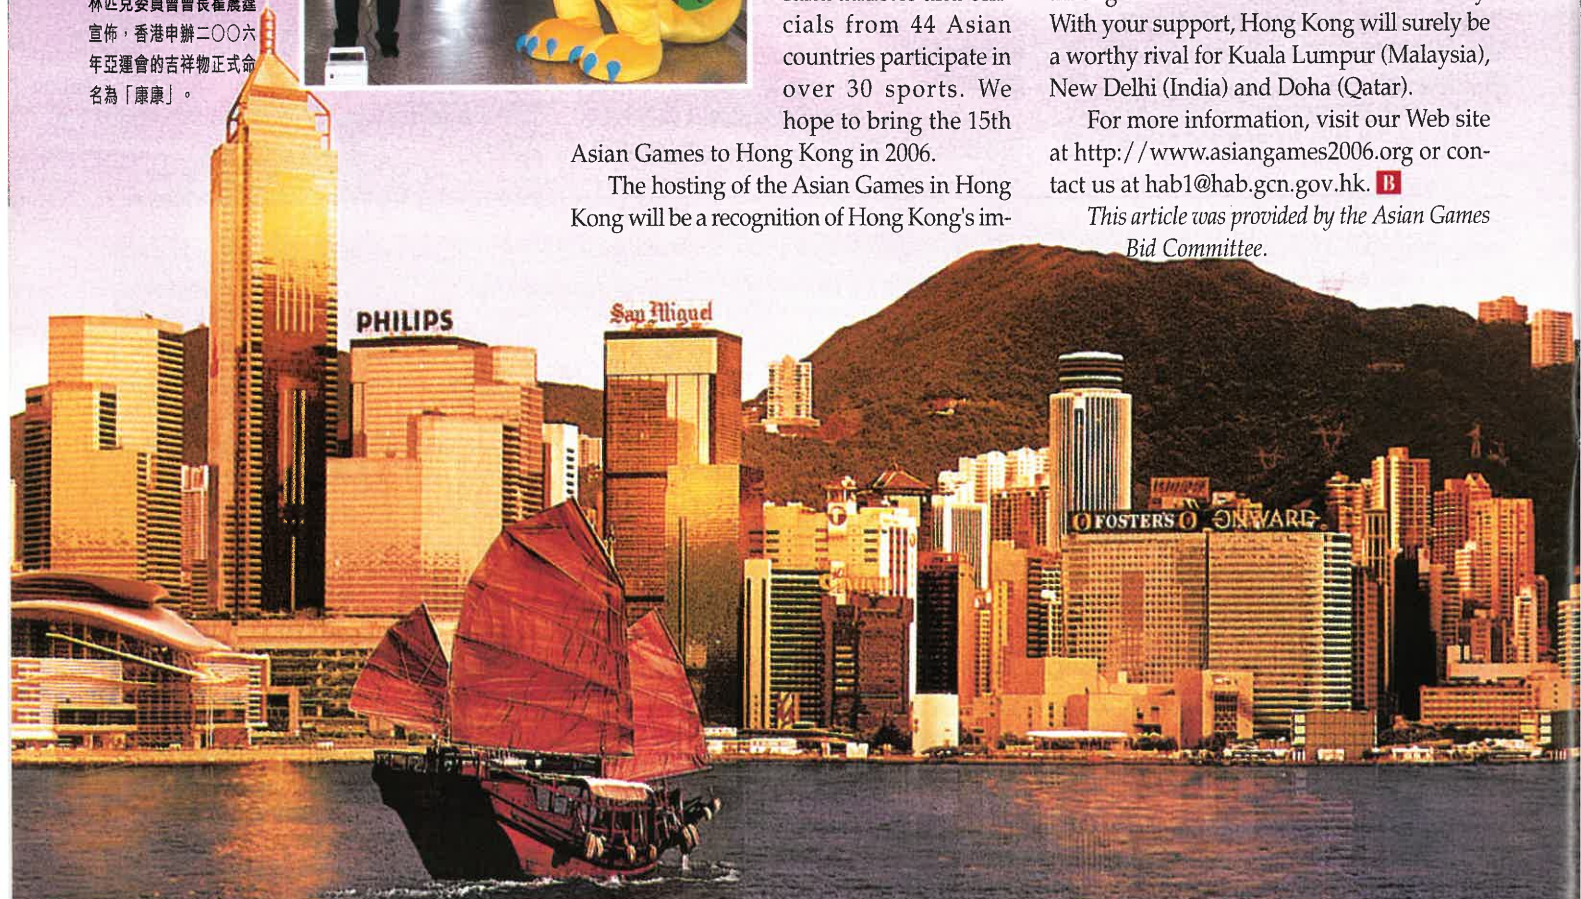 宣佈，香港申辦二〇〇六
年亞運會的吉祥物正式命
名為「康康」。
cials from 44 Asian
countries participate in
over 30 sports. We
hope to bring the 15th
Asian Games to Hong Kong in 2006.
The hosting of the Asian Games in Hong
Kong will be a recognition of Hong Kong's im-
With your support, Hong Kong will surely be
a worthy rival for Kuala Lumpur (Malaysia),
New Delhi (India) and Doha (Qatar).
For more information, visit our Web site
at http://www.asiangames2006.org or con-
tact us at hab1@hab.gcn.gov.hk. B
This article was provided by the Asian Games
Bid Committee.
PHILIPS
San Miguel
FOSTER'S
ONWARD